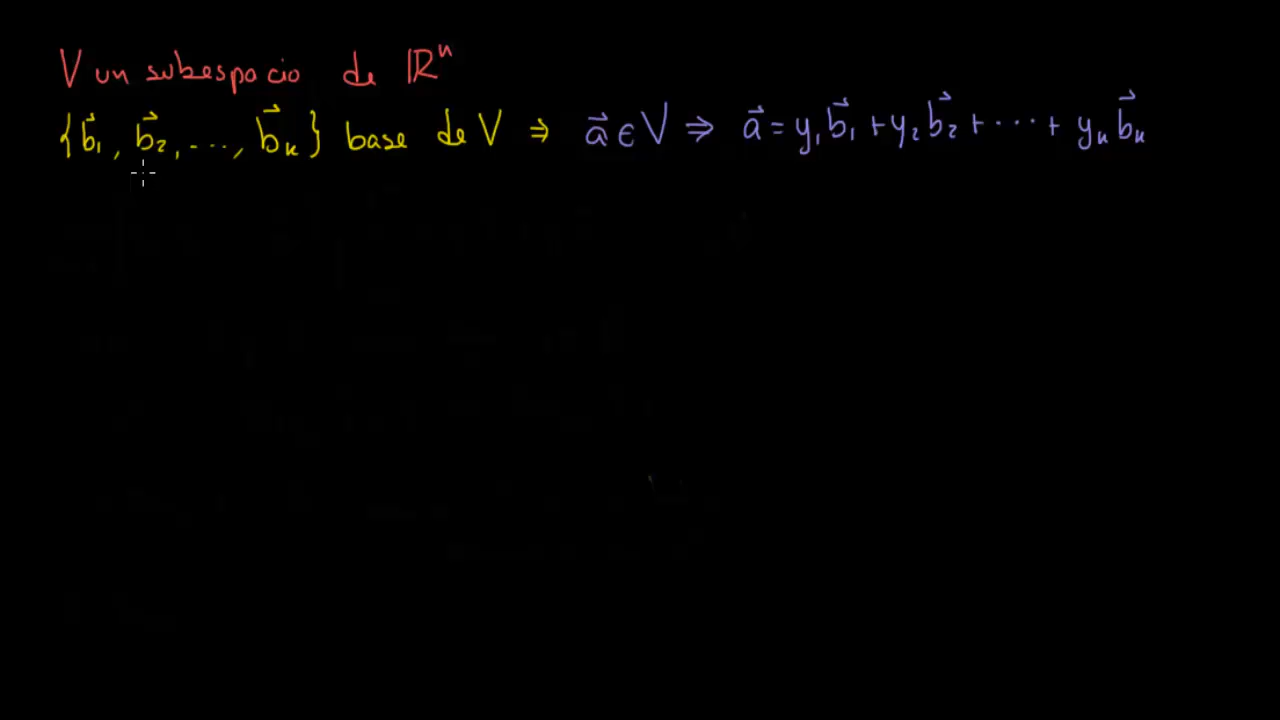 V un subespacio de ℝⁿ
{b⃗₁, b⃗₂, ..., b⃗ₖ} base de V ⇒ a⃗ ∈ V ⇒ a⃗ = y₁b⃗₁ + y₂b⃗₂ + ··· + yₖb⃗ₖ